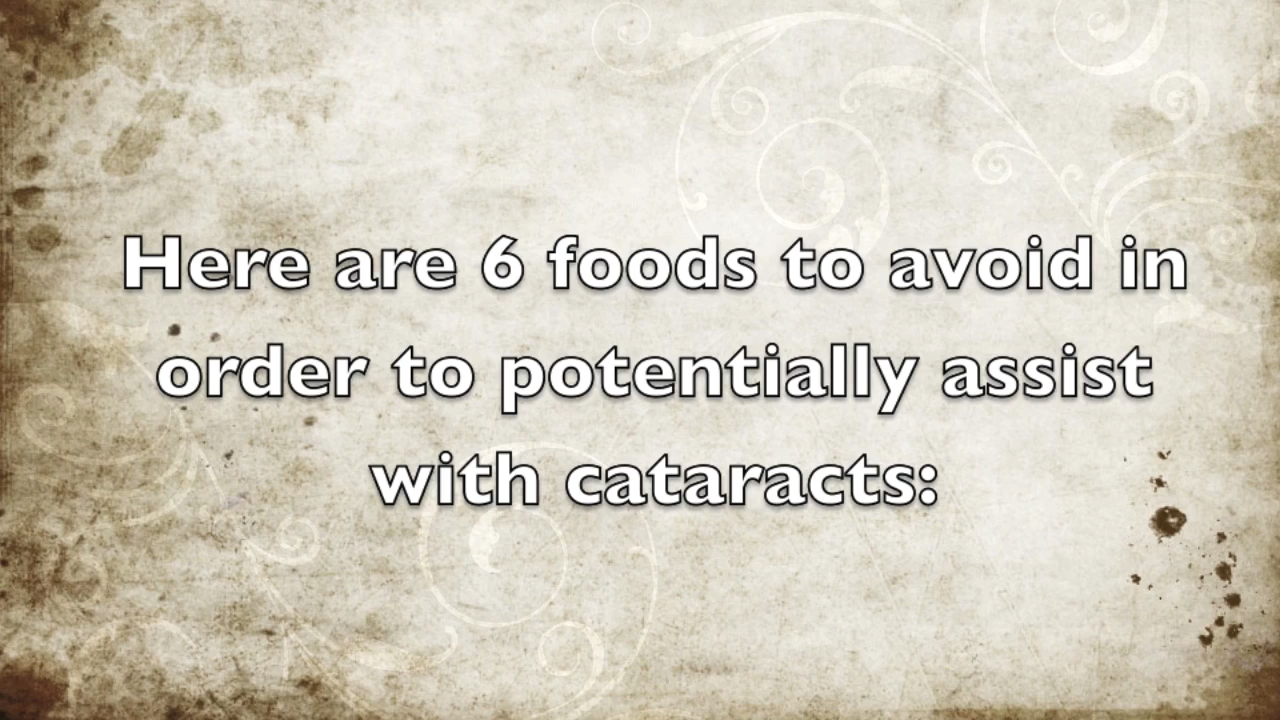 Here are 6 foods to avoid in
order to potentially assist
with cataracts: